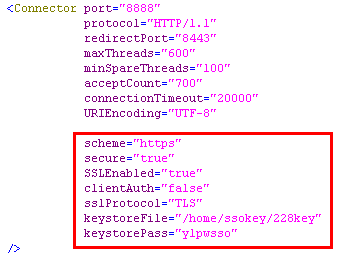 <Connector port="8888"
protocol="HTTP/1.1"
redirectPort="8443"
maxThreads="600"
minSpareThreads="100"
acceptCount="700"
connectionTimeout="20000"
URIEncoding="UTF-8"
scheme="https"
secure="true"
SSLEnabled="true"
clientAuth="false"
sslProtocol="TLS"
keystoreFile="/home/ssokey/228key"
keystorePass="ylpwsso"
/>